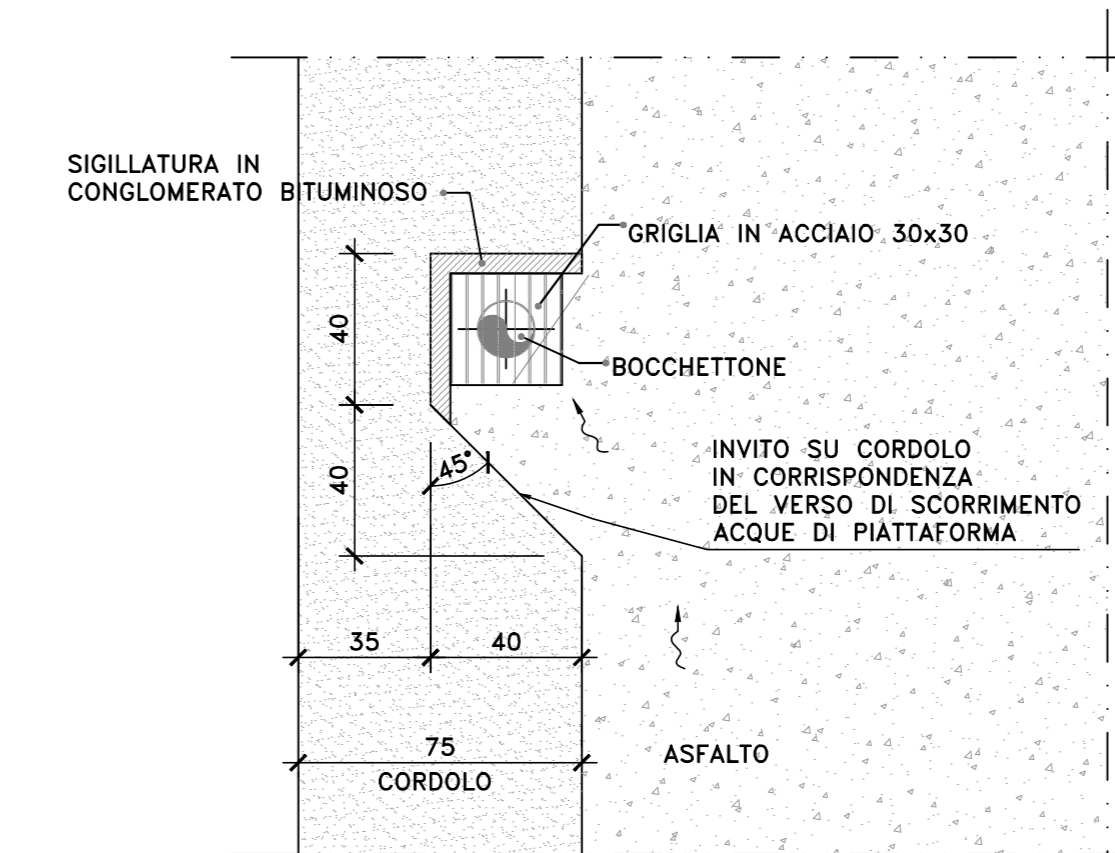 SIGILLATURA IN
CONGLOMERATO BITUMINOSO
GRIGLIA IN ACCIAIO 30x30
40
BOCCHETTONE
INVITO SU CORDOLO
IN CORRISPONDENZA
DEL VERSO DI SCORRIMENTO
ACQUE DI PIATTAFORMA
45°
40
35
40
75
CORDOLO
ASFALTO